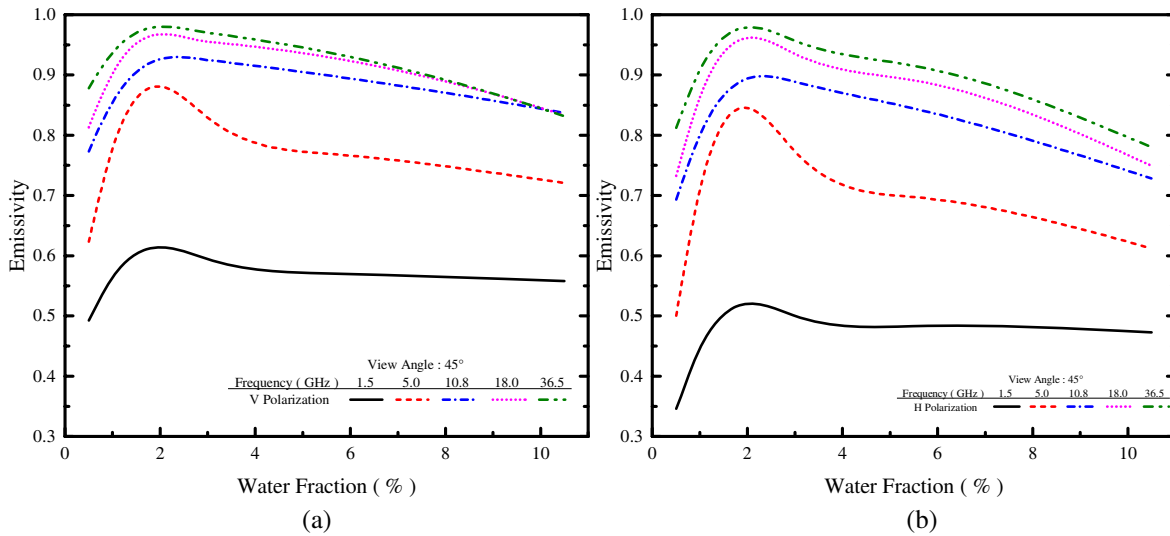 1.0
0.9
0.8
0.7
0.6
0.5
0.4
0.3
Emissivity
View Angle : 45°
Frequency ( GHz ) 1.5 5.0 10.8 18.0 36.5
V Polarization
0 2 4 6 8 10
Water Fraction ( % )
(a)
1.0
0.9
0.8
0.7
0.6
0.5
0.4
0.3
Emissivity
View Angle : 45°
Frequency ( GHz ) 1.5 5.0 10.8 18.0 36.5
H Polarization
0 2 4 6 8 10
Water Fraction ( % )
(b)